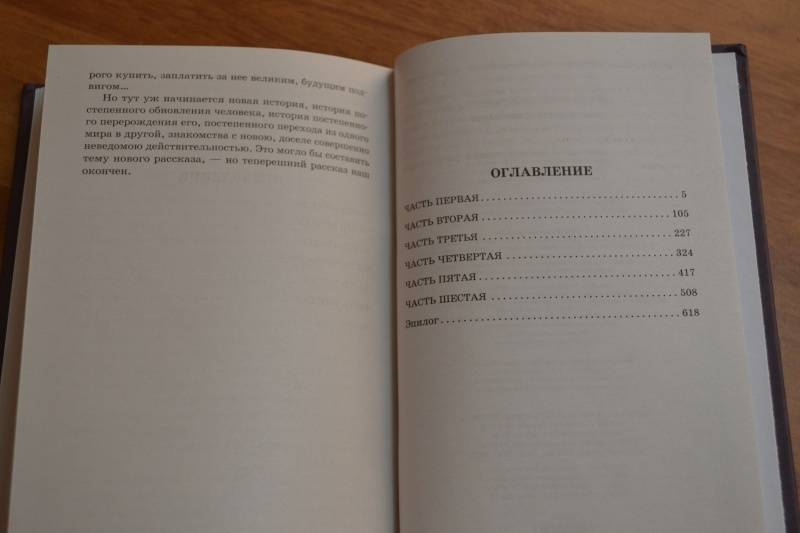 рого купить, заплатить за нее великим, будущем под-
вигом...
Но тут уж начинается новая история, история по-
степенного обновления человека, история постепенно-
го перерождения его, постепенного перехода из одного
мира в другой, знакомства с новою, доселе совершенно
неведомою действительностью. Это могло бы составить
тему нового рассказа, — но теперешний рассказ наш
окончен.
ОГЛАВЛЕНИЕ
ЧАСТЬ ПЕРВАЯ........................................ 5
ЧАСТЬ ВТОРАЯ........................................ 105
ЧАСТЬ ТРЕТЬЯ........................................ 227
ЧАСТЬ ЧЕТВЕРТАЯ.................................... 324
ЧАСТЬ ПЯТАЯ........................................ 417
ЧАСТЬ ШЕСТАЯ....................................... 508
Эпилог.............................................. 618